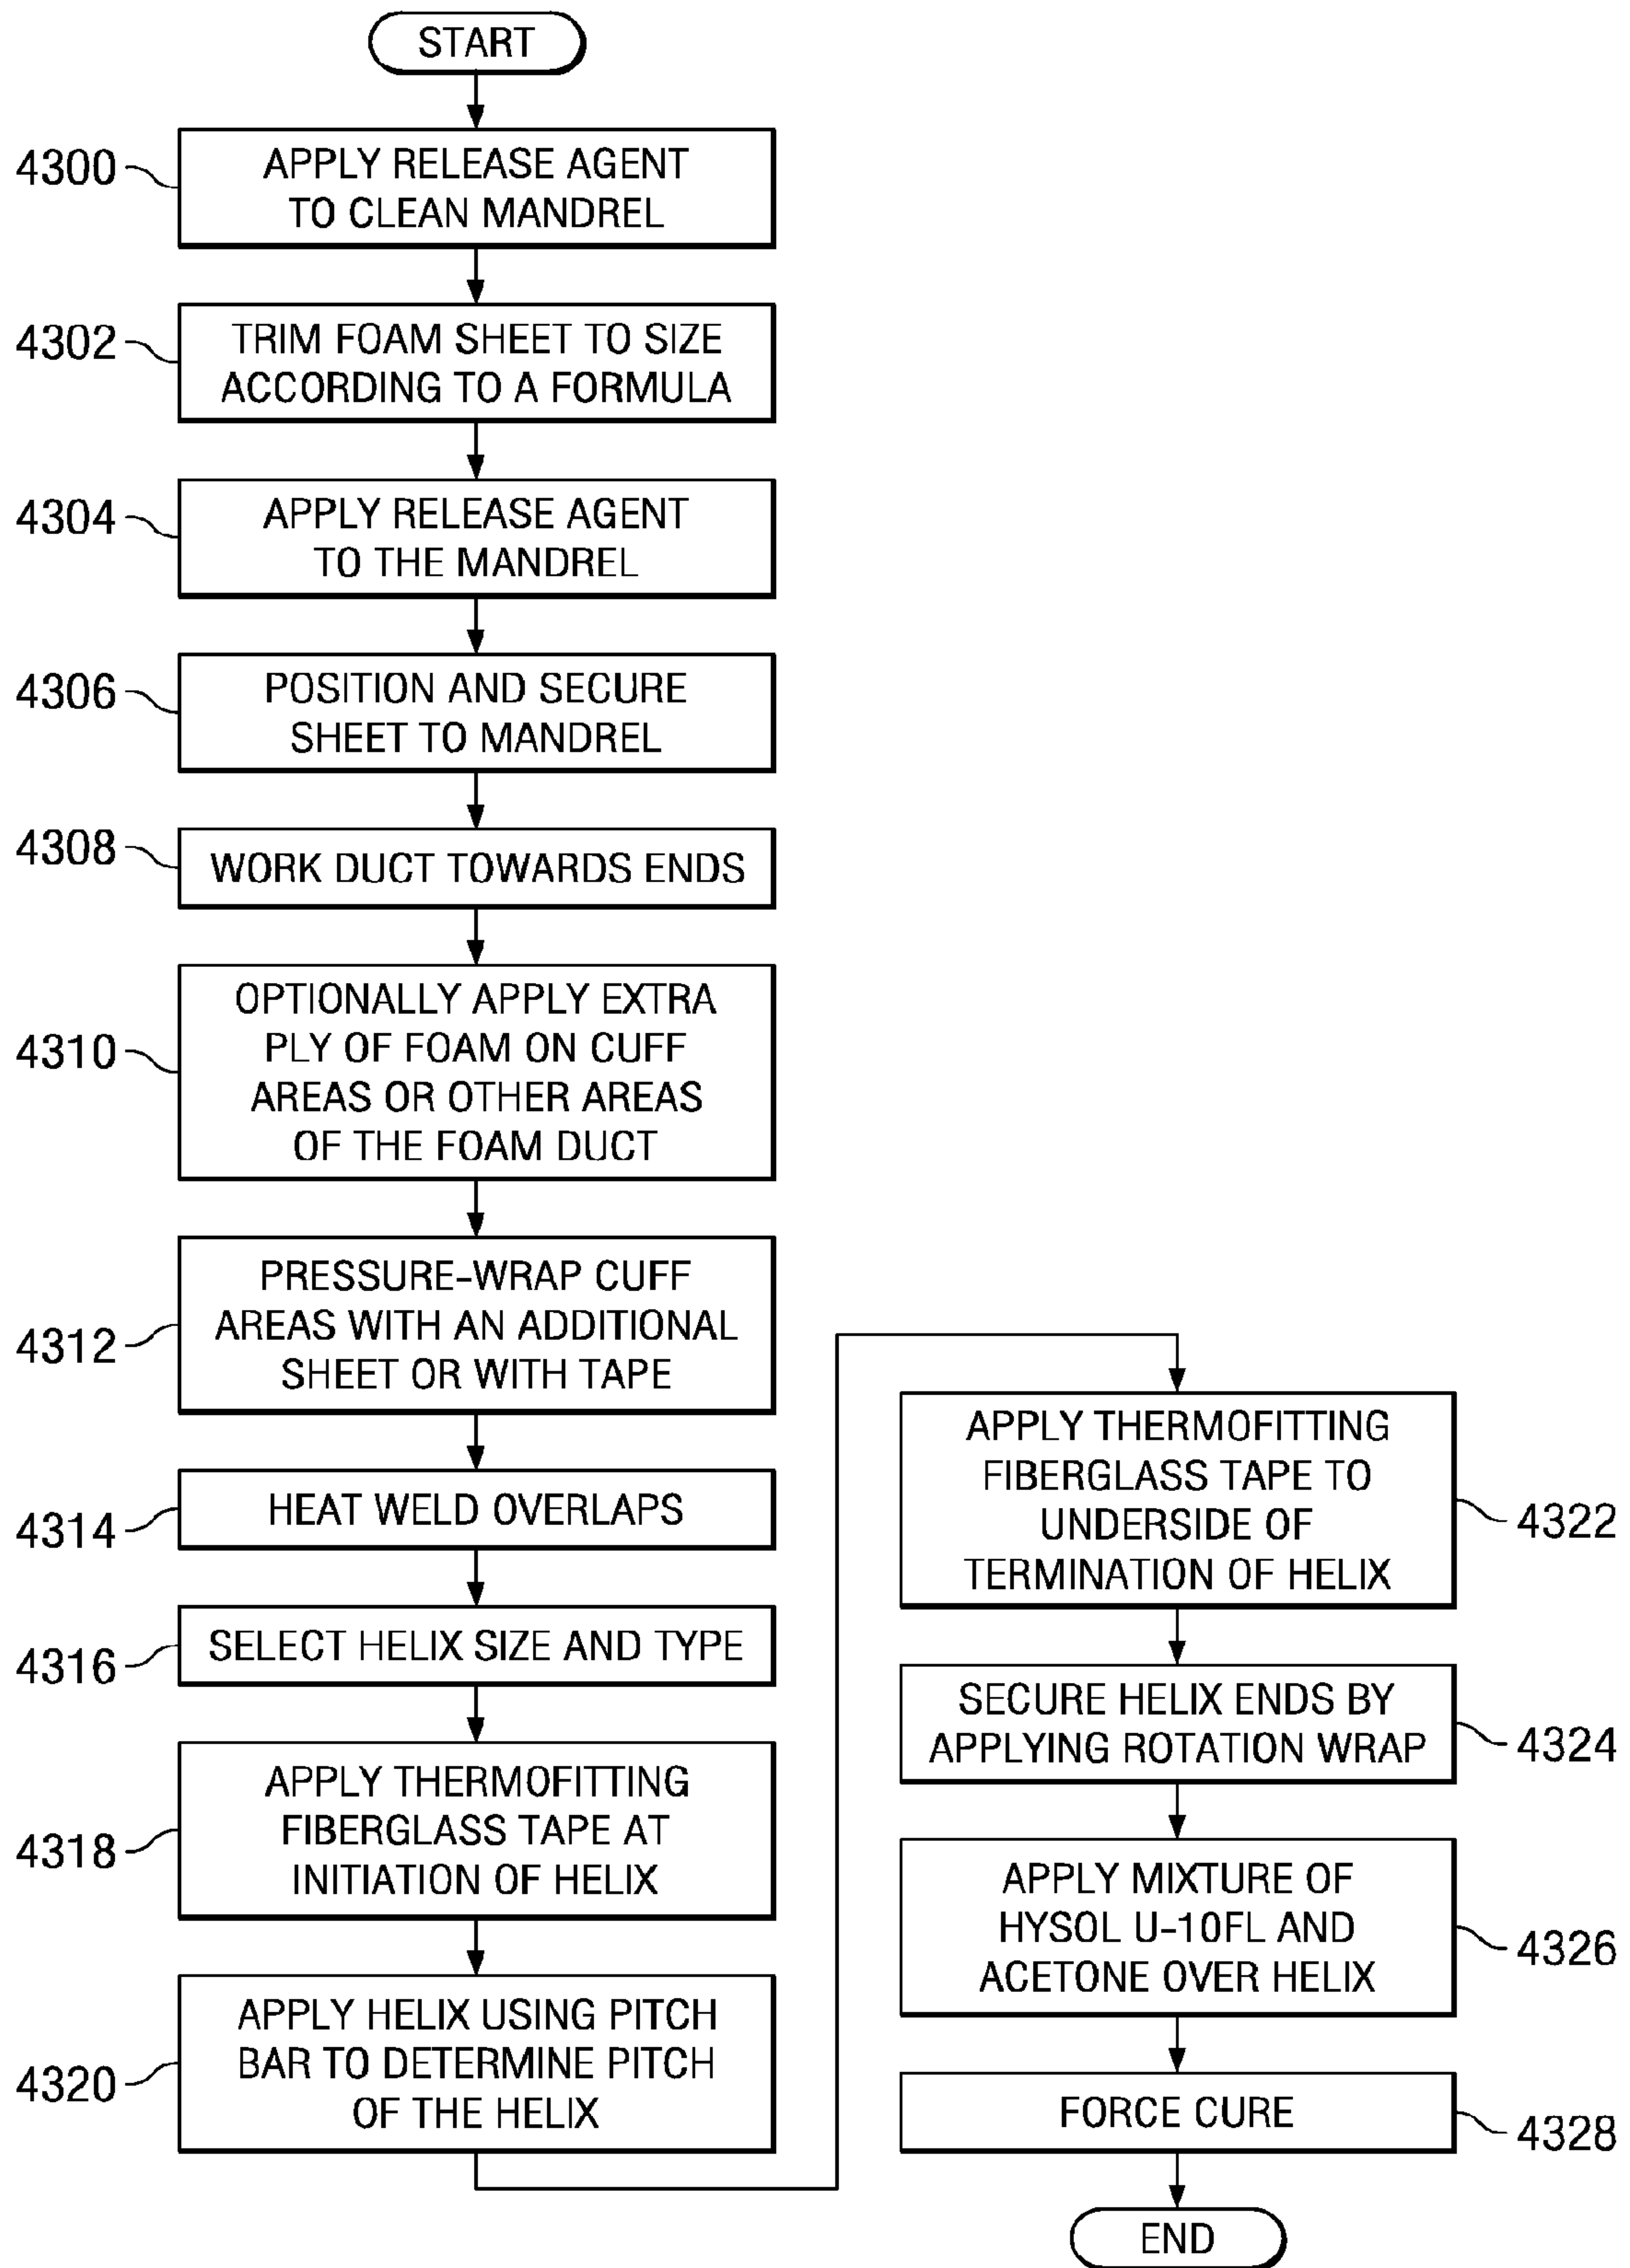 START
4300
APPLY RELEASE AGENT
TO CLEAN MANDREL
4302
TRIM FOAM SHEET TO SIZE
ACCORDING TO A FORMULA
4304
APPLY RELEASE AGENT
TO THE MANDREL
4306
POSITION AND SECURE
SHEET TO MANDREL
4308
WORK DUCT TOWARDS ENDS
4310
OPTIONALLY APPLY EXTRA
PLY OF FOAM ON CUFF
AREAS OR OTHER AREAS
OF THE FOAM DUCT
4312
PRESSURE-WRAP CUFF
AREAS WITH AN ADDITIONAL
SHEET OR WITH TAPE
4314
HEAT WELD OVERLAPS
4316
SELECT HELIX SIZE AND TYPE
4318
APPLY THERMOFITTING
FIBERGLASS TAPE AT
INITIATION OF HELIX
4320
APPLY HELIX USING PITCH
BAR TO DETERMINE PITCH
OF THE HELIX
APPLY THERMOFITTING
FIBERGLASS TAPE TO
UNDERSIDE OF
TERMINATION OF HELIX
4322
SECURE HELIX ENDS BY
APPLYING ROTATION WRAP
4324
APPLY MIXTURE OF
HYSOL U-10FL AND
ACETONE OVER HELIX
4326
FORCE CURE
4328
END